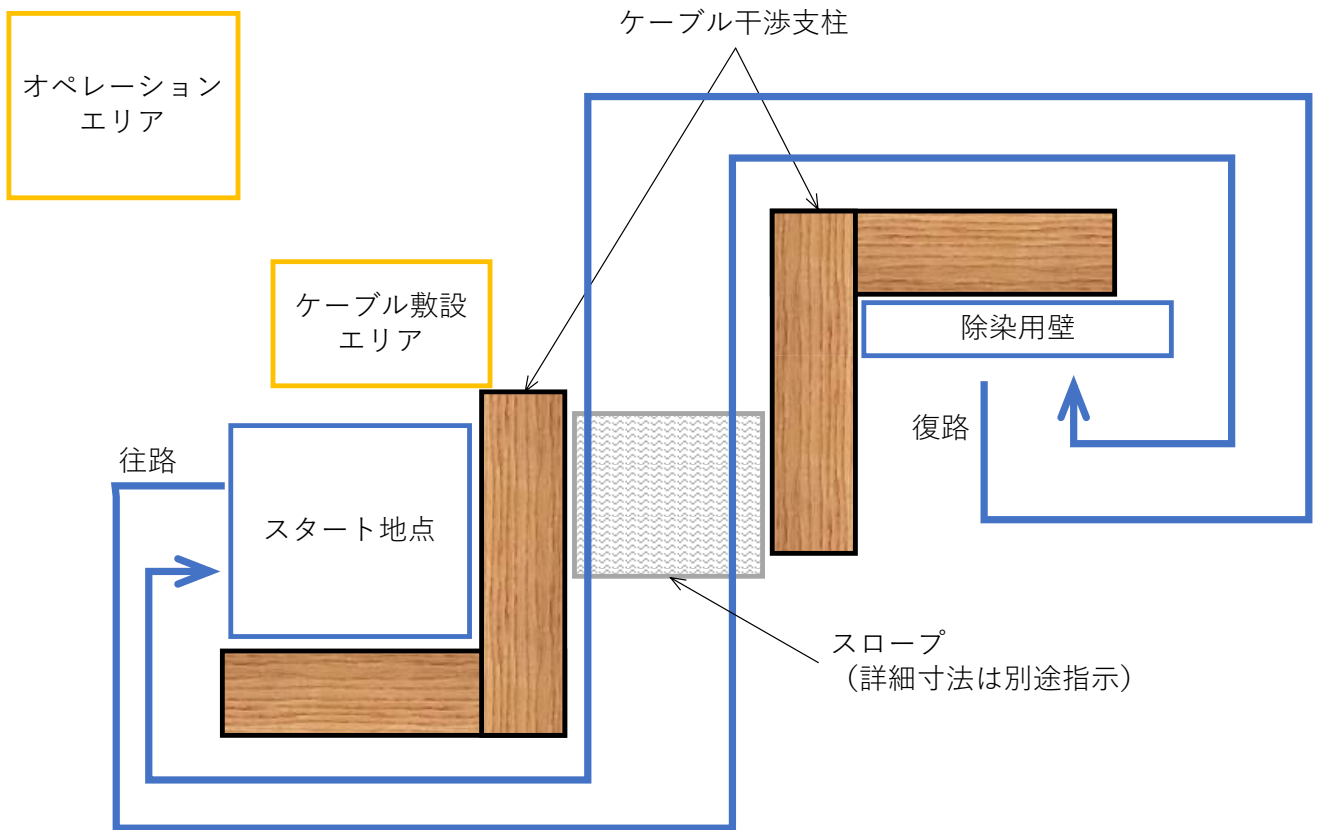 ケーブル干渉支柱
オペレーション
エリア
ケーブル敷設
エリア
除染用壁
復路
往路
スタート地点
スロープ
（詳細寸法は別途指示）